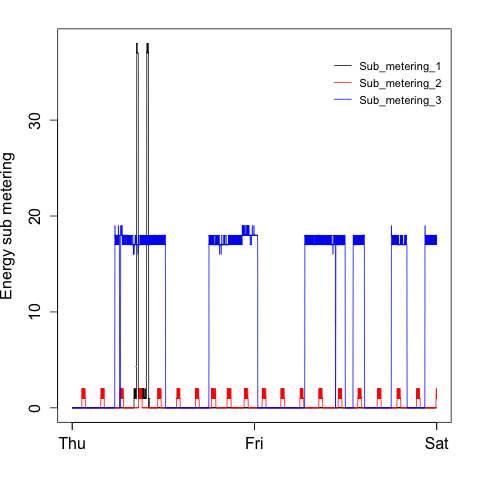 Sub_metering_1
Sub_metering_2
Sub_metering_3
Energy sub metering
30
20
10
0
Thu Fri Sat